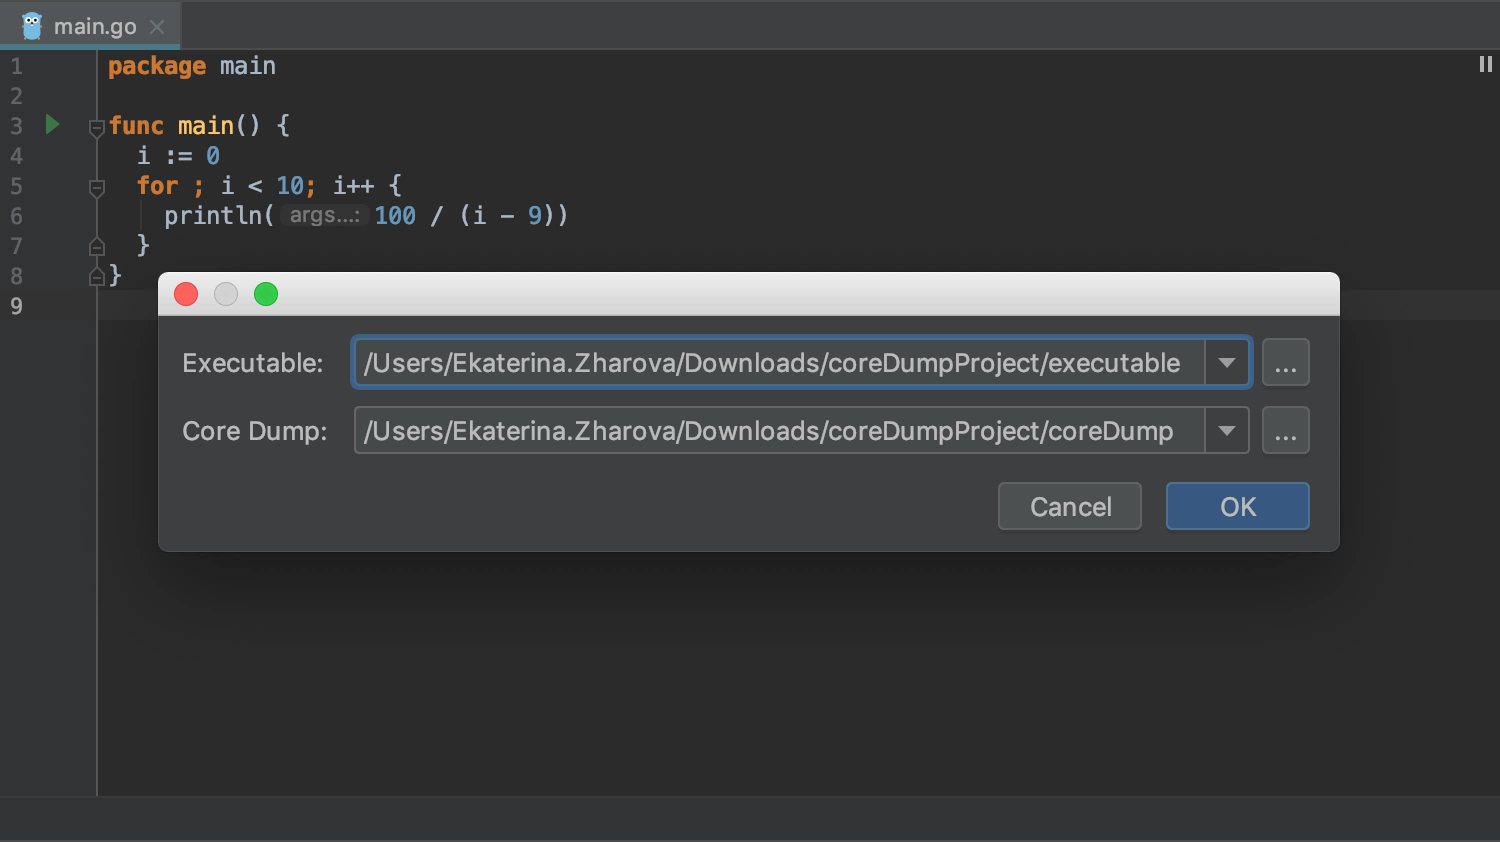 main.go
1 package main
2
3 func main() {
4 i := 0
5 for ; i < 10; i++ {
6 println( args...: 100 / (i - 9))
7 }
8 }
9
Executable: /Users/Ekaterina.Zharova/Downloads/coreDumpProject/executable ...
Core Dump: /Users/Ekaterina.Zharova/Downloads/coreDumpProject/coreDump ...
Cancel OK